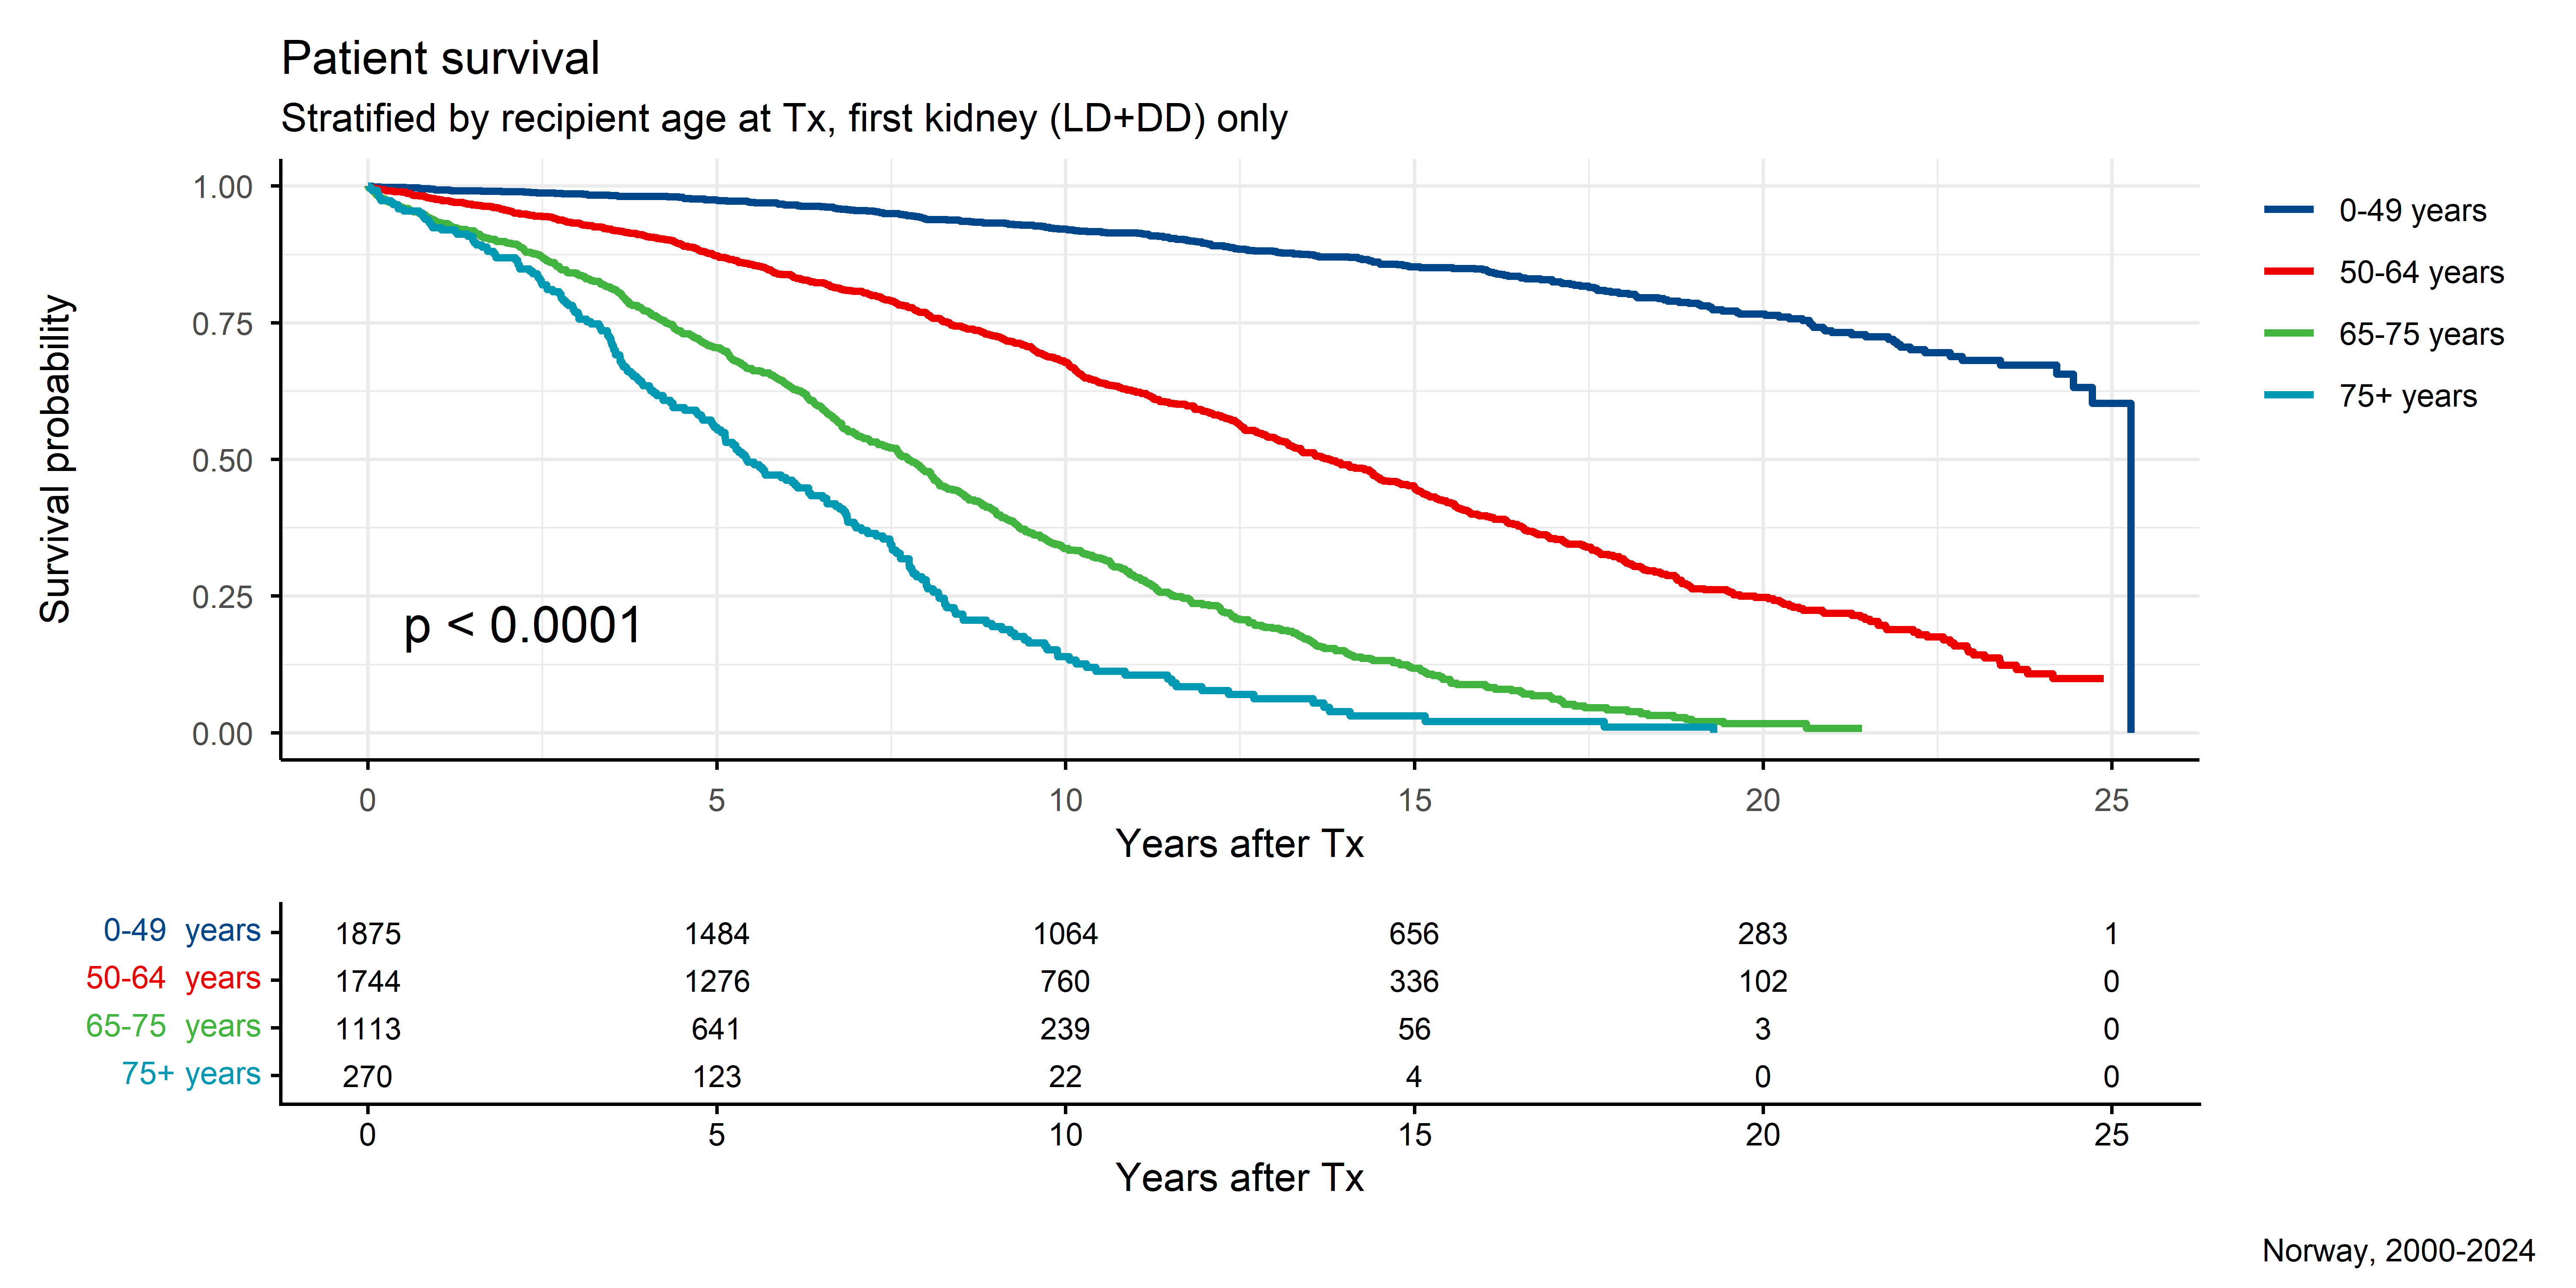 Patient survival
Stratified by recipient age at Tx, first kidney (LD+DD) only
Survival probability
1.00
0.75
0.50
0.25
0.00
p < 0.0001
0 5 10 15 20 25
Years after Tx
0-49 years
50-64 years
65-75 years
75+ years
0-49 years 1875 1484 1064 656 283 1
50-64 years 1744 1276 760 336 102 0
65-75 years 1113 641 239 56 3 0
75+ years 270 123 22 4 0 0
0 5 10 15 20 25
Years after Tx
Norway, 2000-2024